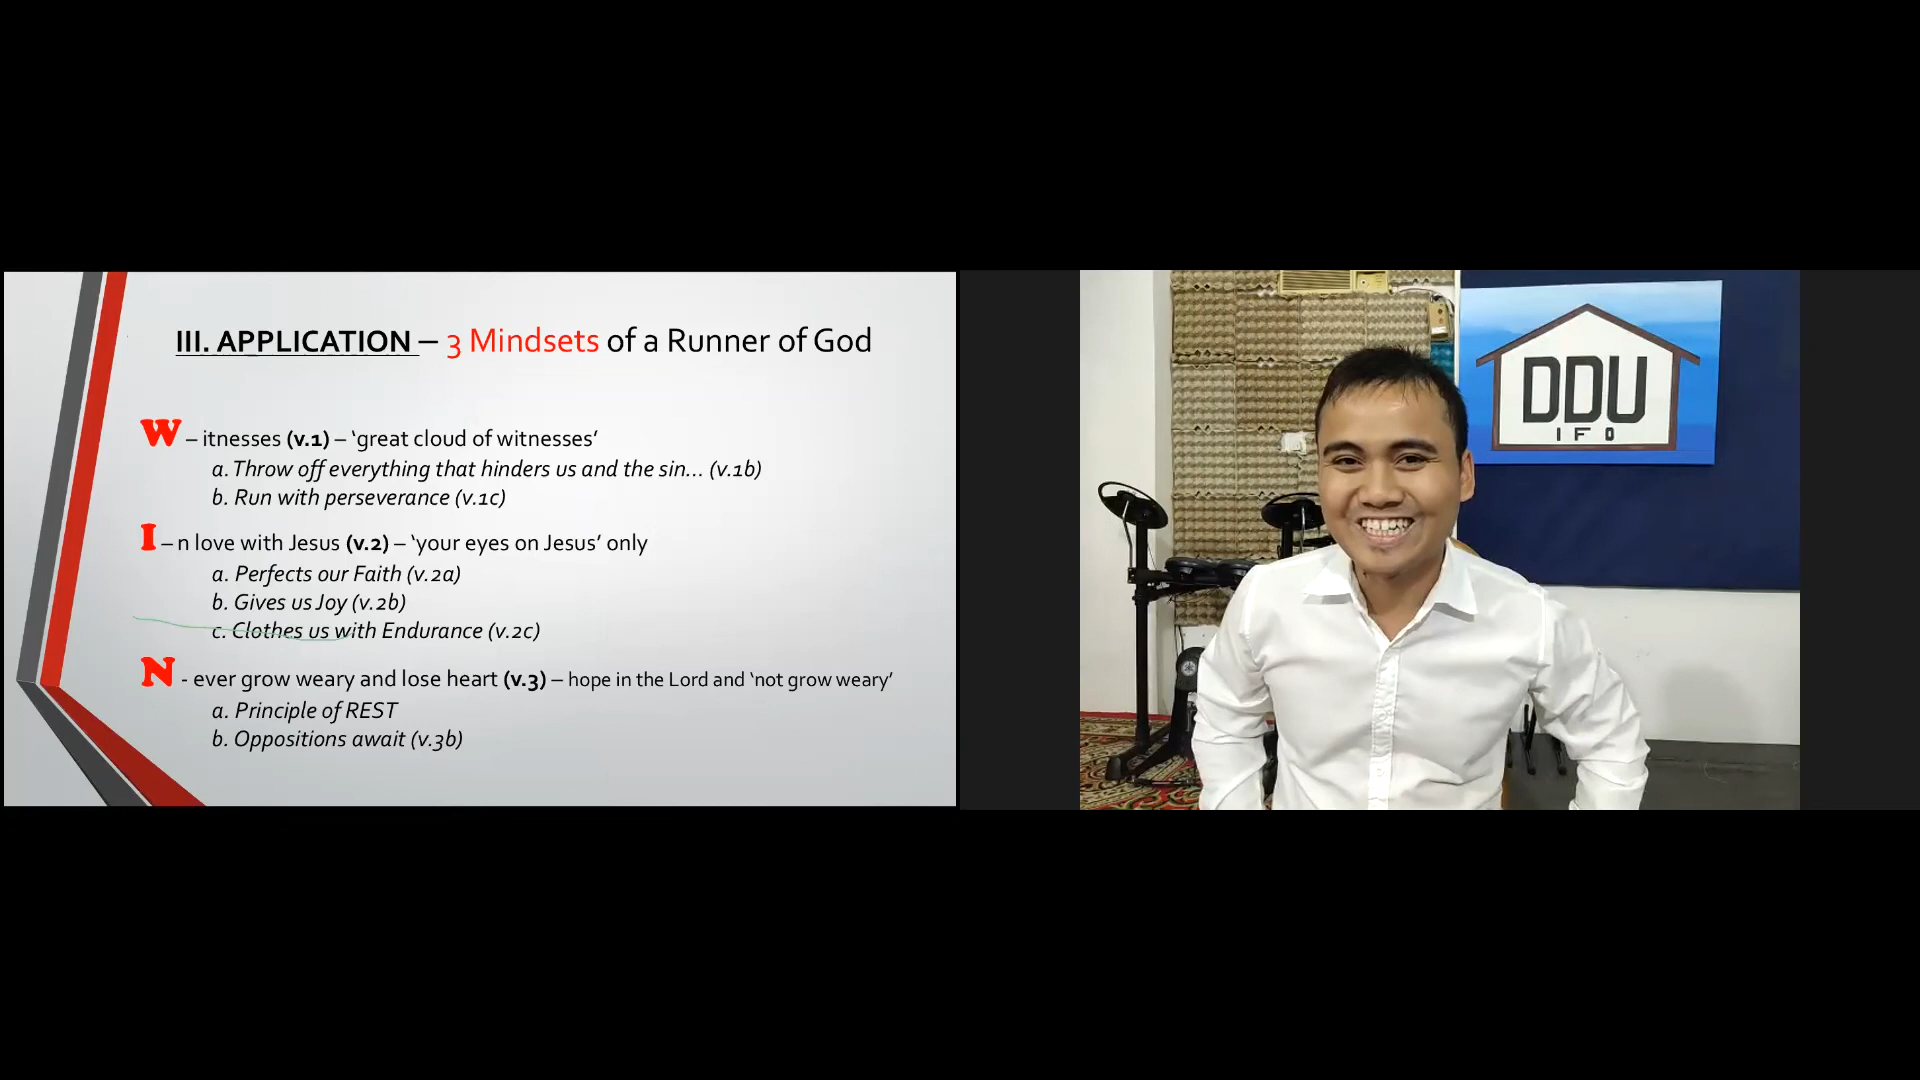 III. APPLICATION – 3 Mindsets of a Runner of God
W – itnesses (v.1) – ‘great cloud of witnesses’
a. Throw off everything that hinders us and the sin... (v.1b)
b. Run with perseverance (v.1c)
I – n love with Jesus (v.2) – ‘your eyes on Jesus’ only
a. Perfects our Faith (v.2a)
b. Gives us Joy (v.2b)
c. Clothes us with Endurance (v.2c)
N - ever grow weary and lose heart (v.3) – hope in the Lord and ‘not grow weary’
a. Principle of REST
b. Oppositions await (v.3b)
DDU
IFO